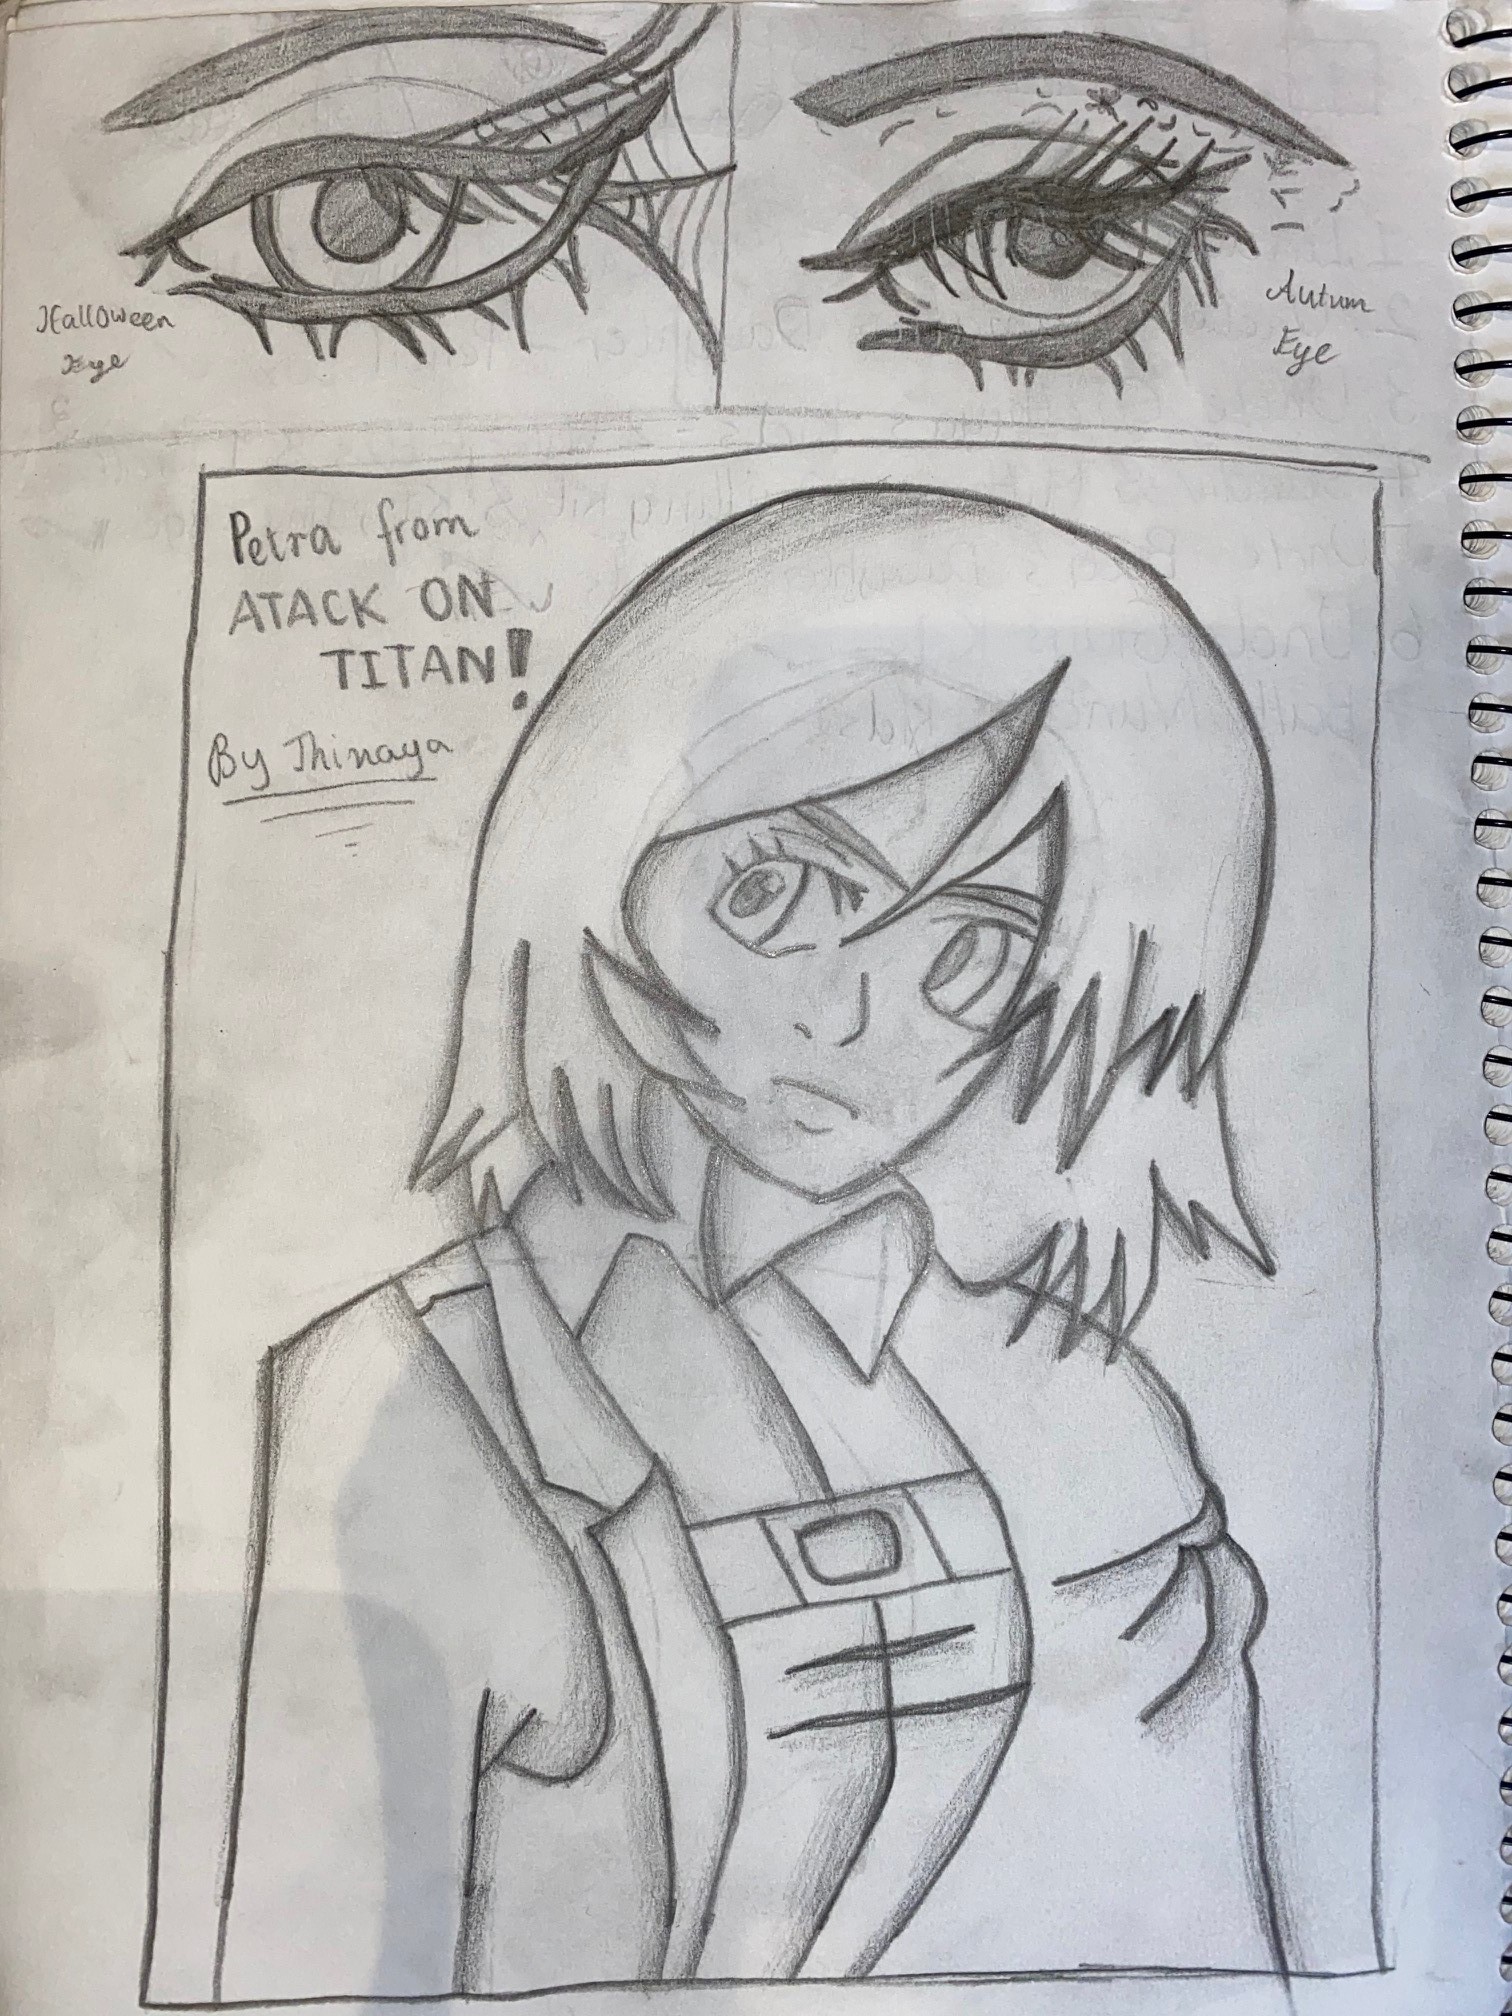 Halloween
Eye
Autum
Eye
Petra from
ATACK ON
TITAN!
By Thinaya